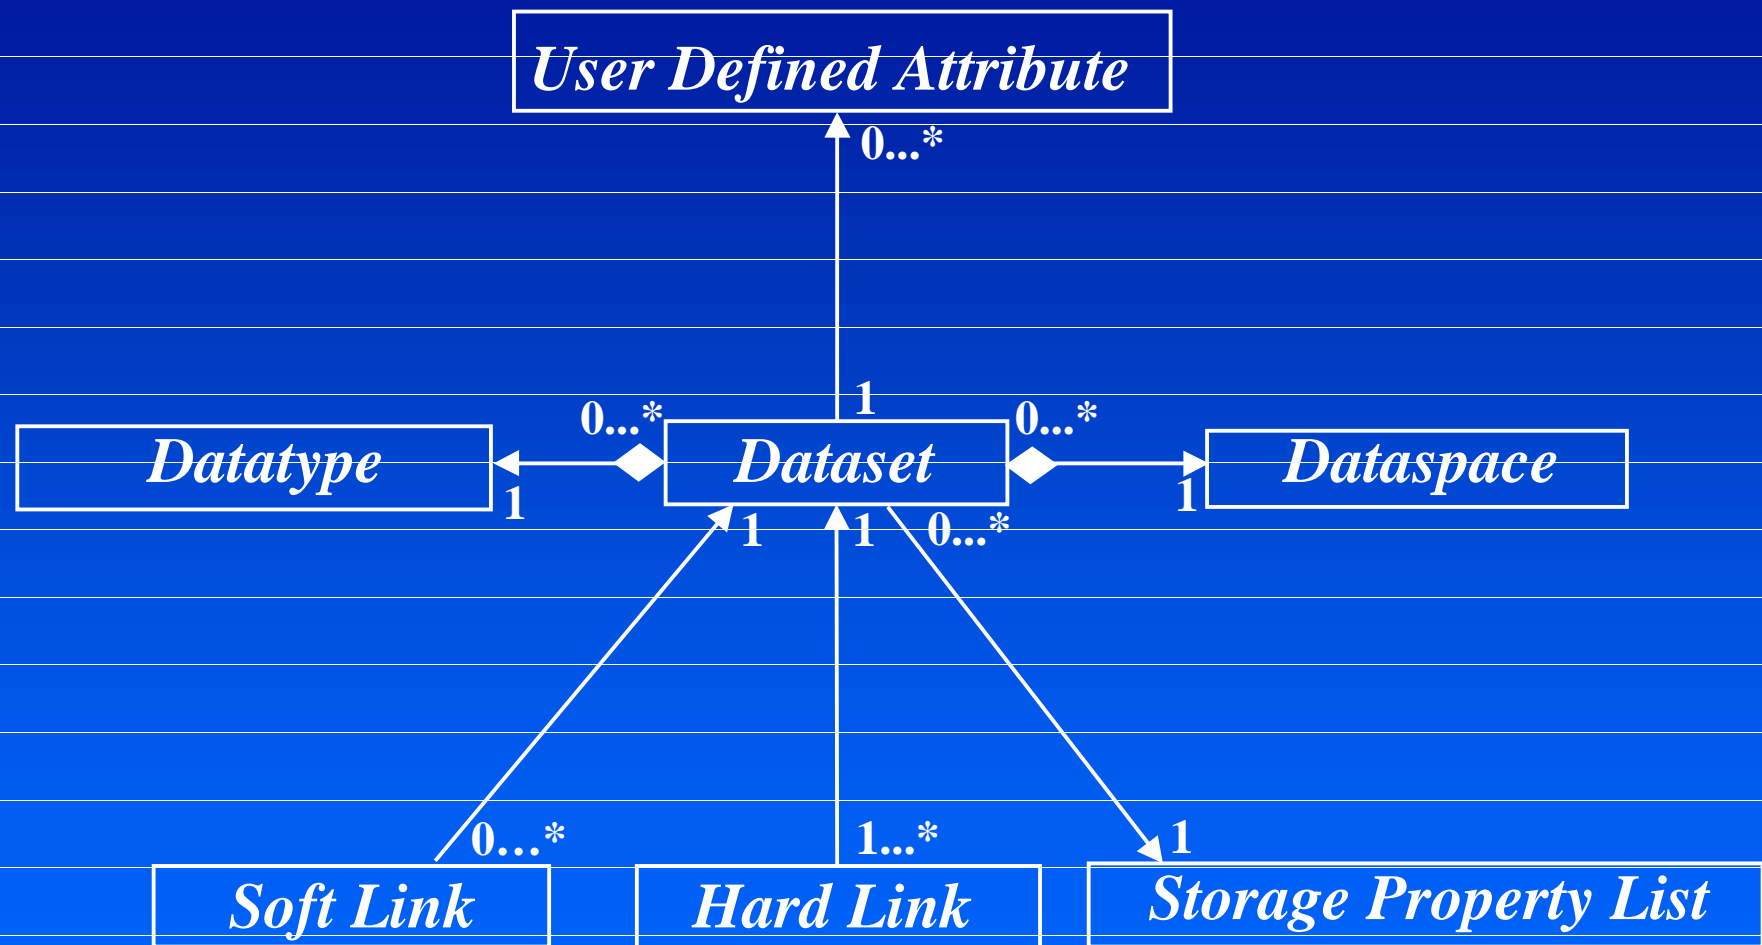 User Defined Attribute
0...*
1
0...*
0...*
Datatype
Dataset
Dataspace
1
1
1
1
0...*
0…*
1...*
1
Soft Link
Hard Link
Storage Property List